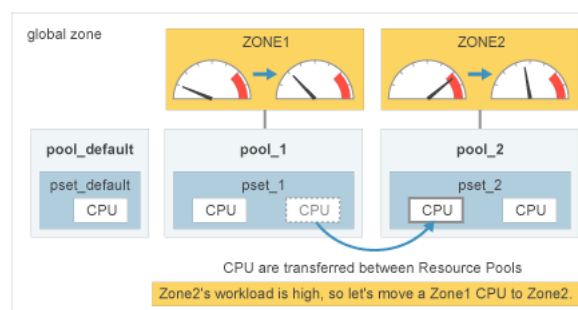 global zone
ZONE1
ZONE2
pool_default
pset_default
CPU
pool_1
pset_1
CPU
CPU
pool_2
pset_2
CPU
CPU
CPU are transferred between Resource Pools
Zone2's workload is high, so let's move a Zone1 CPU to Zone2.